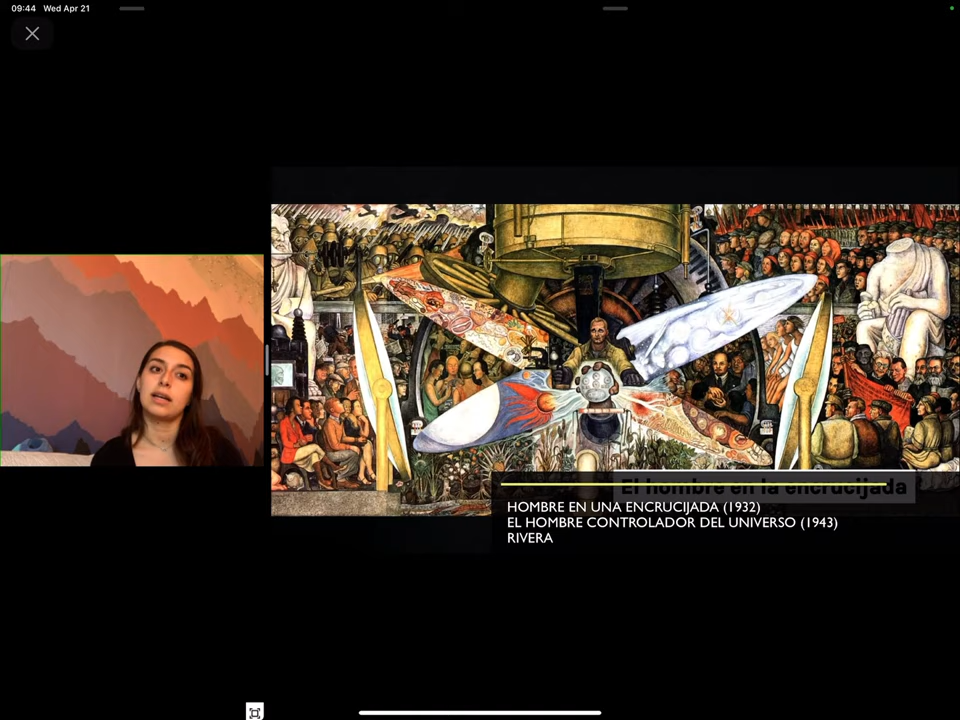 09:44 Wed Apr 21
El hombre en la encrucijada
HOMBRE EN UNA ENCRUCIJADA (1932)
EL HOMBRE CONTROLADOR DEL UNIVERSO (1943)
RIVERA